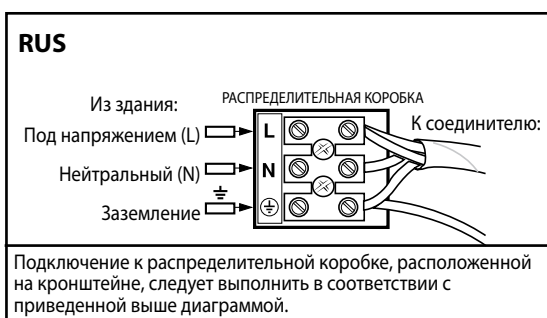 RUS
РАСПРЕДЕЛИТЕЛЬНАЯ КОРОБКА
Из здания:
К соединителю:
Под напряжением (L)
L
Нейтральный (N)
N
Заземление
Подключение к распределительной коробке, расположенной
на кронштейне, следует выполнить в соответствии с
приведенной выше диаграммой.